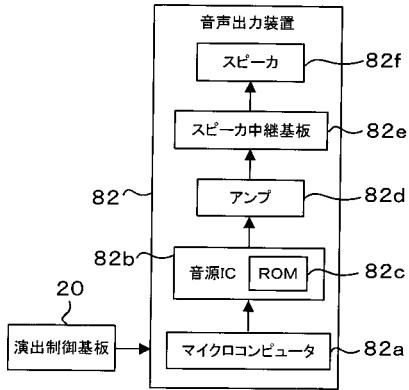 音声出力装置
スピーカ
82f
スピーカ中継基板
82e
82
アンプ
82d
82b
音源IC
ROM
82c
20
演出制御基板
マイクロコンピュータ
82a